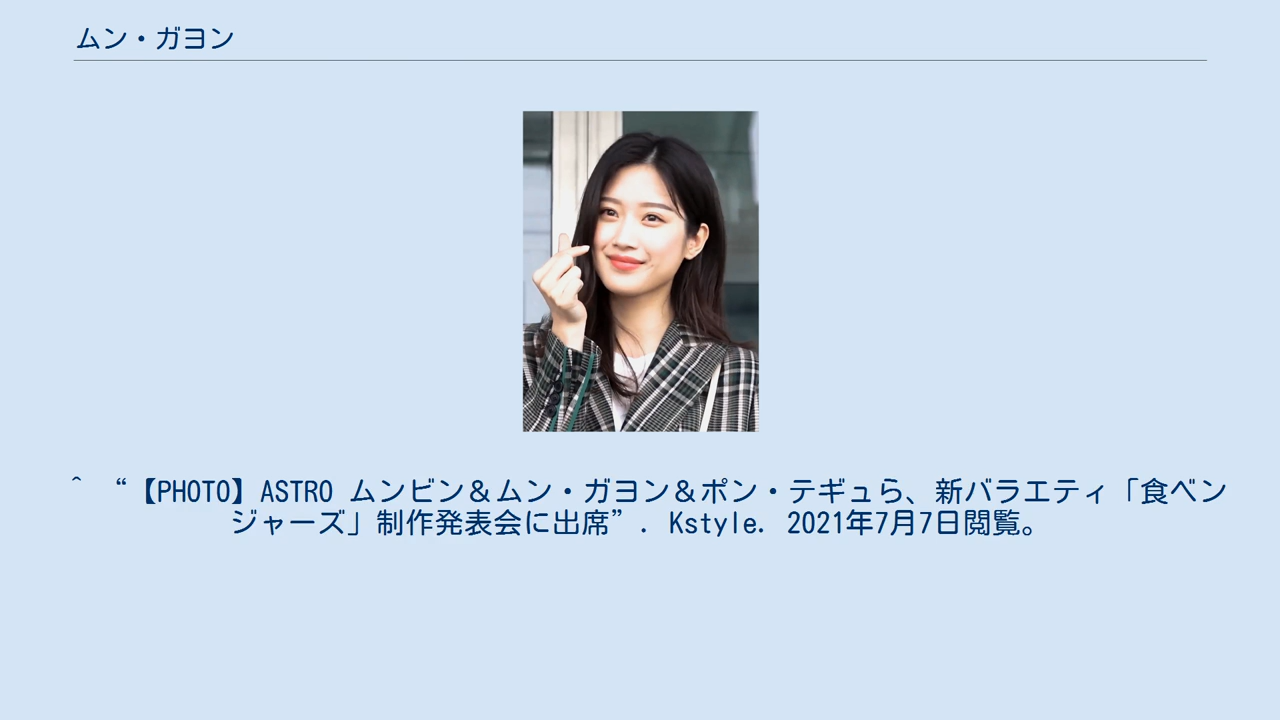 ムン・ガヨン
^ “【PHOTO】ASTRO ムンビン＆ムン・ガヨン＆ポン・テギュら、新バラエティ「食べン
ジャーズ」制作発表会に出席”. Kstyle. 2021年7月7日閲覧。